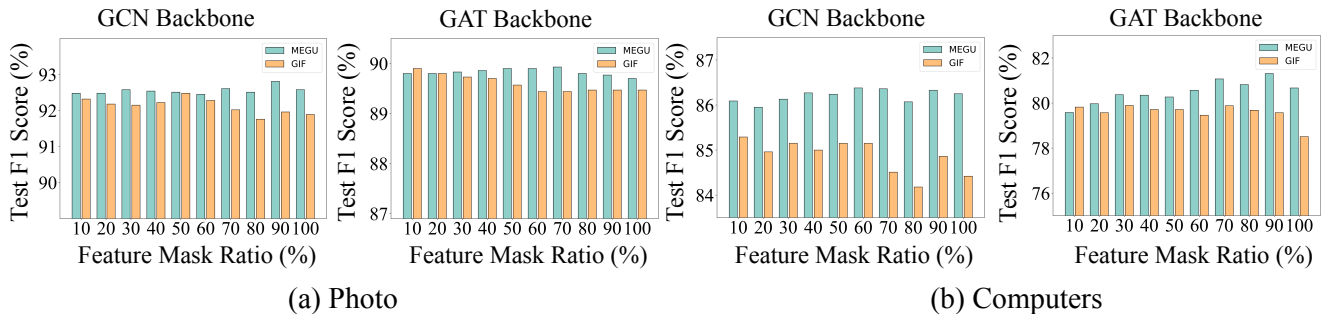 GCN Backbone
Test F1 Score (%)
93
92
91
90
MEGU
GIF
10 20 30 40 50 60 70 80 90 100
Feature Mask Ratio (%)
GAT Backbone
Test F1 Score (%)
90
89
88
87
MEGU
GIF
10 20 30 40 50 60 70 80 90 100
Feature Mask Ratio (%)
(a) Photo
GCN Backbone
Test F1 Score (%)
87
86
85
84
MEGU
GIF
10 20 30 40 50 60 70 80 90 100
Feature Mask Ratio (%)
GAT Backbone
Test F1 Score (%)
82
80
78
76
MEGU
GIF
10 20 30 40 50 60 70 80 90 100
Feature Mask Ratio (%)
(b) Computers